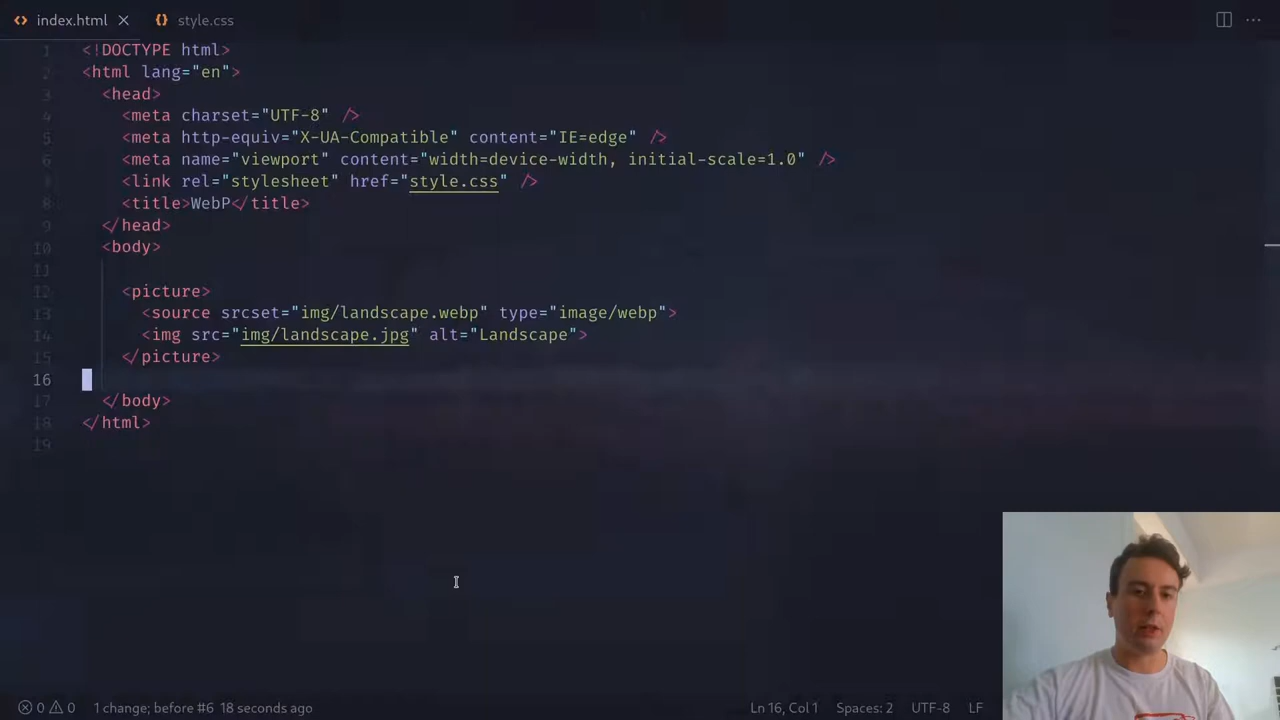 index.html style.css
1 <!DOCTYPE html>
2 <html lang="en">
3 <head>
4 <meta charset="UTF-8" />
5 <meta http-equiv="X-UA-Compatible" content="IE=edge" />
6 <meta name="viewport" content="width=device-width, initial-scale=1.0" />
7 <link rel="stylesheet" href="style.css" />
8 <title>WebP</title>
9 </head>
10 <body>
11
12 <picture>
13 <source srcset="img/landscape.webp" type="image/webp">
14 <img src="img/landscape.jpg" alt="Landscape">
15 </picture>
16
17 </body>
18 </html>
19
0 0 1 change; before #6 18 seconds ago Ln 16, Col 1 Spaces: 2 UTF-8 LF